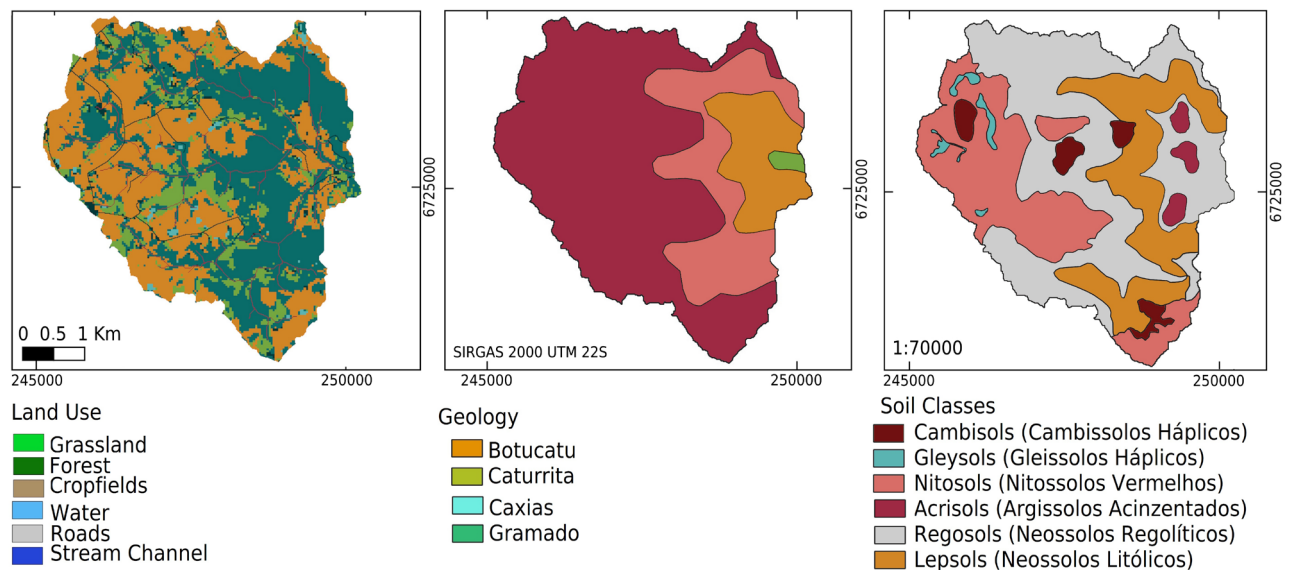 6725000
6725000
6725000
0 0.5 1 Km
SIRGAS 2000 UTM 22S
1:70000
245000
250000
245000
250000
245000
250000
Land Use
Grassland
Forest
Cropfields
Water
Roads
Stream Channel
Geology
Botucatu
Caturrita
Caxias
Gramado
Soil Classes
Cambisols (Cambissolos Háplicos)
Gleysols (Gleissolos Háplicos)
Nitosols (Nitossolos Vermelhos)
Acrisols (Argissolos Acinzentados)
Regosols (Neossolos Regolíticos)
Lepsols (Neossolos Litólicos)